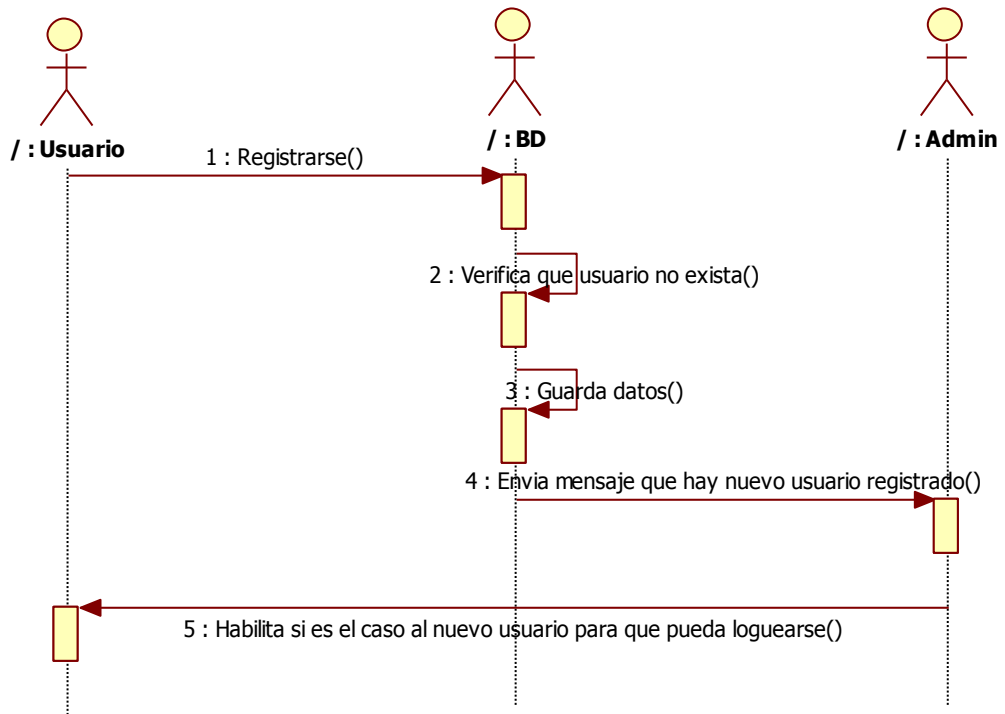 / : Usuario
/ : BD
/ : Admin
1 : Registrarse()
2 : Verifica que usuario no exista()
3 : Guarda datos()
4 : Envia mensaje que hay nuevo usuario registrado()
5 : Habilita si es el caso al nuevo usuario para que pueda loguearse()